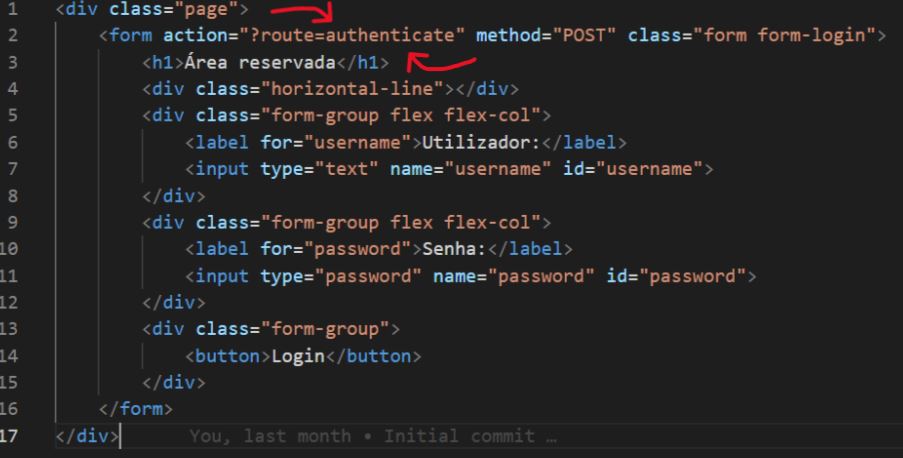 1 <div class="page">
2 <form action="?route=authenticate" method="POST" class="form form-login">
3 <h1>Área reservada</h1>
4 <div class="horizontal-line"></div>
5 <div class="form-group flex flex-col">
6 <label for="username">Utilizador:</label>
7 <input type="text" name="username" id="username">
8 </div>
9 <div class="form-group flex flex-col">
10 <label for="password">Senha:</label>
11 <input type="password" name="password" id="password">
12 </div>
13 <div class="form-group">
14 <button>Login</button>
15 </div>
16 </form>
17 </div> You, last month • Initial commit …